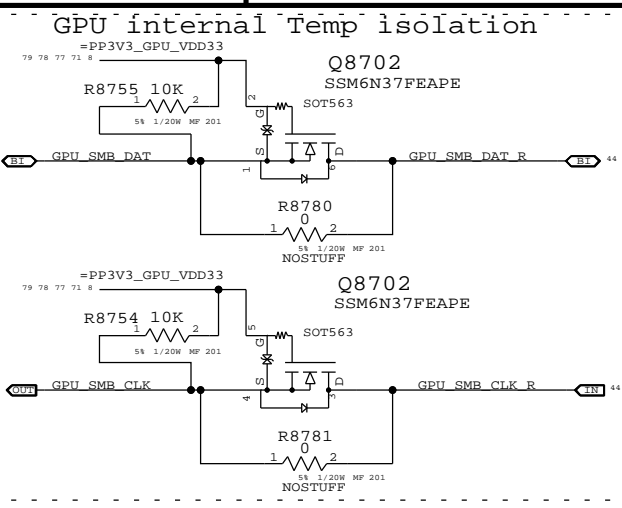 GPU internal Temp isolation
=PP3V3_GPU_VDD33
79 78 77 71 8
Q8702
SSM6N37FEAPE
R8755 10K
SOT563
1 2
5% 1/20W MF 201
2
G
S
D
1
6
BI GPU_SMB_DAT
GPU_SMB_DAT_R BI 44
R8780
0
1 2
5% 1/20W MF 201
NOSTUFF
=PP3V3_GPU_VDD33
79 78 77 71 8
Q8702
SSM6N37FEAPE
R8754 10K
SOT563
1 2
5% 1/20W MF 201
5
G
S
D
4
3
OUT GPU_SMB_CLK
GPU_SMB_CLK_R IN 44
R8781
0
1 2
5% 1/20W MF 201
NOSTUFF